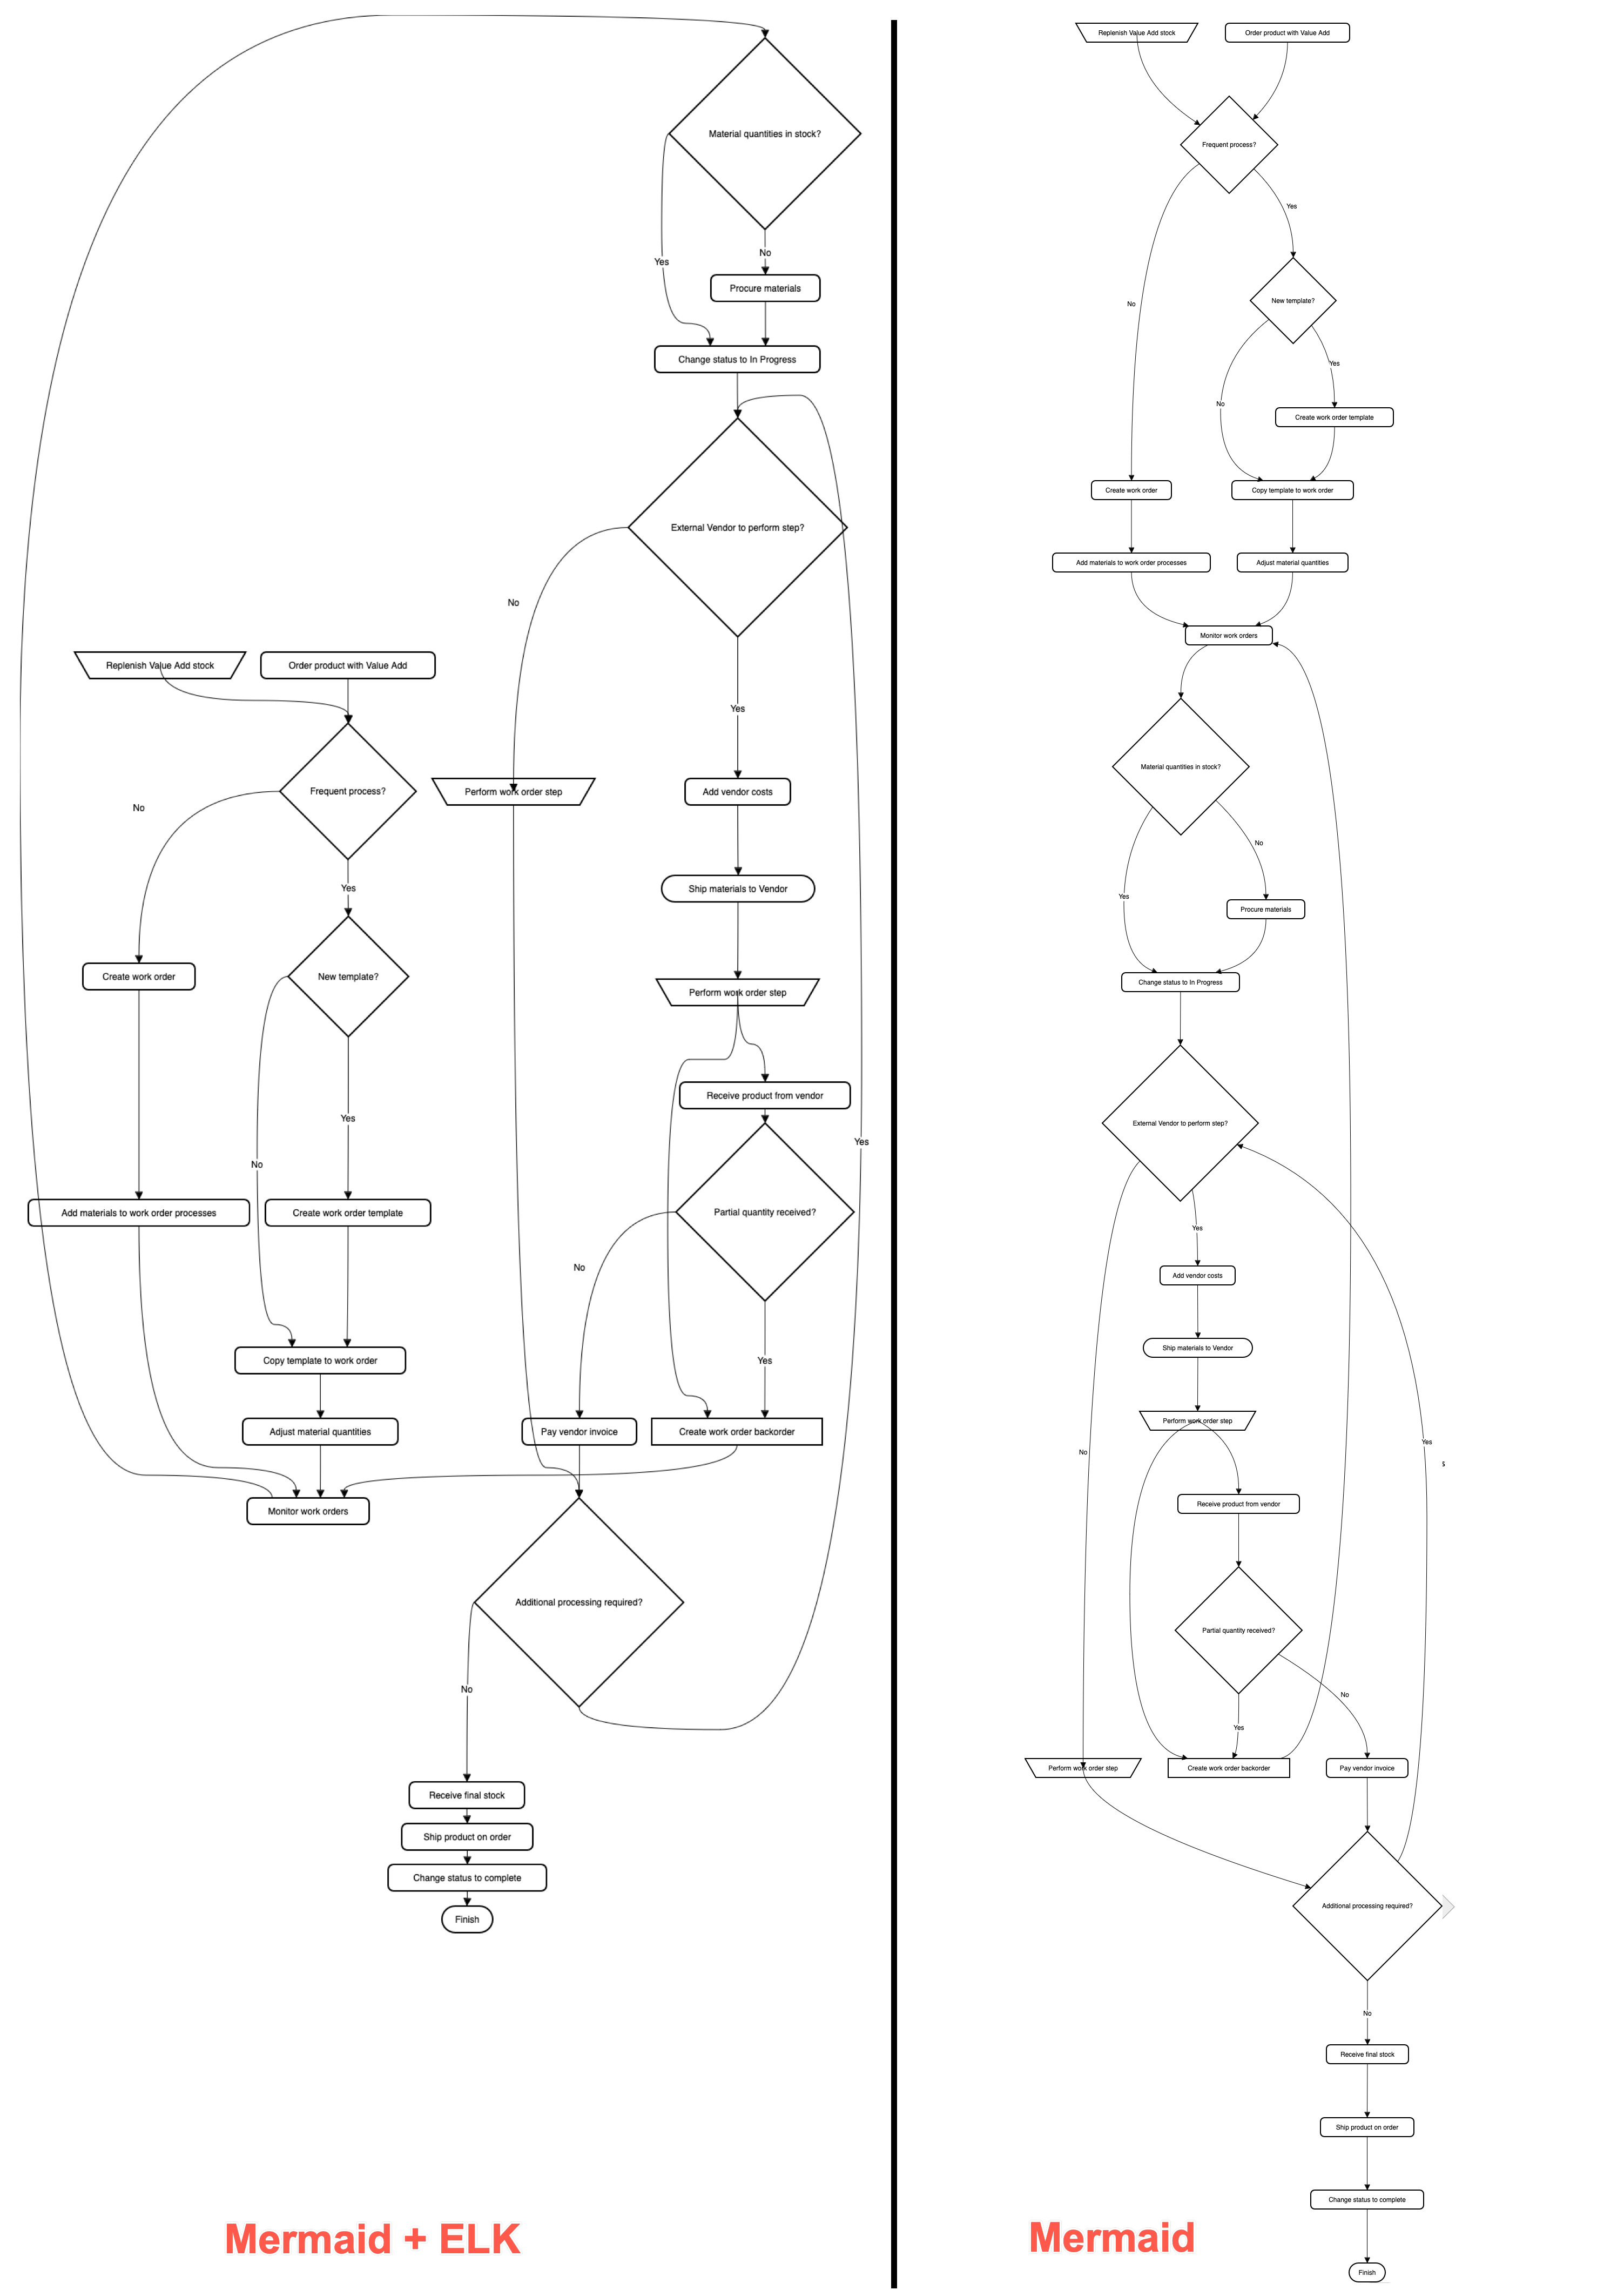 Material quantities in stock?
Yes
No
Procure materials
Change status to In Progress
External Vendor to perform step?
No
Yes
Replenish Value Add stock
Order product with Value Add
Frequent process?
Perform work order step
Add vendor costs
No
Yes
Ship materials to Vendor
Create work order
New template?
Perform work order step
Receive product from vendor
Yes
Yes
No
Add materials to work order processes
Create work order template
Partial quantity received?
No
Copy template to work order
Yes
Adjust material quantities
Pay vendor invoice
Create work order backorder
Monitor work orders
Additional processing required?
No
Receive final stock
Ship product on order
Change status to complete
Finish
Mermaid + ELK
Replenish Value Add stock
Order product with Value Add
Frequent process?
Yes
No
New template?
Yes
No
Create work order template
Create work order
Copy template to work order
Add materials to work order processes
Adjust material quantities
Monitor work orders
Material quantities in stock?
No
Yes
Procure materials
Change status to In Progress
External Vendor to perform step?
Yes
Add vendor costs
Ship materials to Vendor
Perform work order step
No
Yes
s
Receive product from vendor
Partial quantity received?
No
Yes
Perform work order step
Create work order backorder
Pay vendor invoice
Additional processing required?
No
Receive final stock
Ship product on order
Change status to complete
Finish
Mermaid